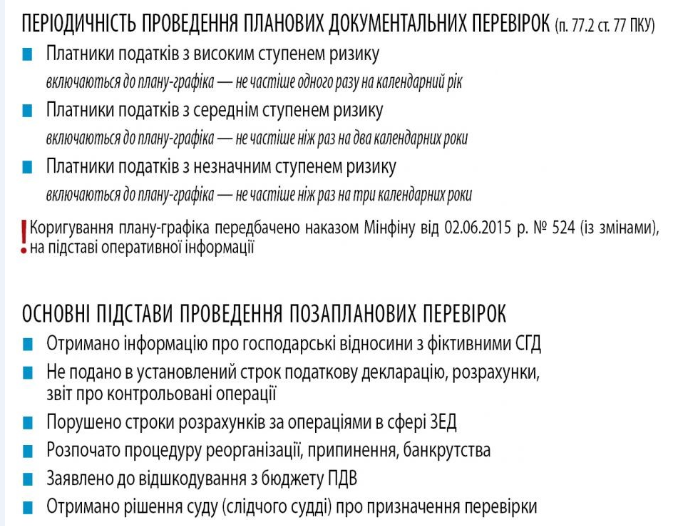 ПЕРІОДИЧНІСТЬ ПРОВЕДЕННЯ ПЛАНОВИХ ДОКУМЕНТАЛЬНИХ ПЕРЕВІРОК (п. 77.2 ст. 77 ПКУ)
Платники податків з високим ступенем ризику
включаються до плану-графіка — не частіше одного разу на календарний рік
Платники податків з середнім ступенем ризику
включаються до плану-графіка — не частіше ніж раз на два календарних роки
Платники податків з незначним ступенем ризику
включаються до плану-графіка — не частіше ніж раз на три календарних роки
! Коригування плану-графіка передбачено наказом Мінфіну від 02.06.2015 р. № 524 (із змінами),
на підставі оперативної інформації
ОСНОВНІ ПІДСТАВИ ПРОВЕДЕННЯ ПОЗАПЛАНОВИХ ПЕРЕВІРОК
Отримано інформацію про господарські відносини з фіктивними СГД
Не подано в установлений строк податкову декларацію, розрахунки,
звіт про контрольовані операції
Порушено строки розрахунків за операціями в сфері ЗЕД
Розпочато процедуру реорганізації, припинення, банкрутства
Заявлено до відшкодування з бюджету ПДВ
Отримано рішення суду (слідчого судді) про призначення перевірки